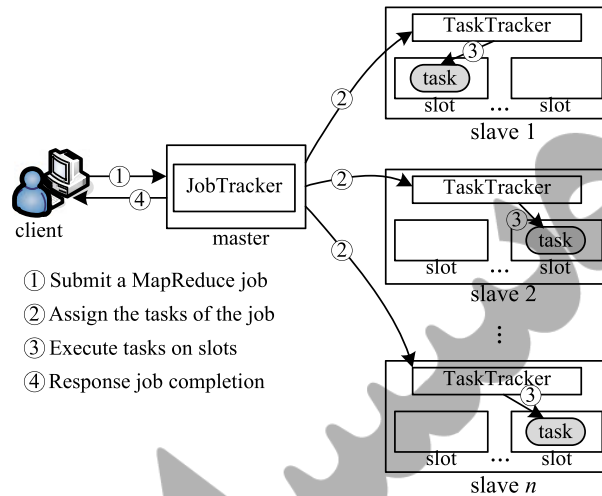 TaskTracker
③
task
slot ... slot
slave 1
②
① JobTracker ② TaskTracker
④
client master
③
task
slot ... slot
slave 2
②
① Submit a MapReduce job
② Assign the tasks of the job
③ Execute tasks on slots
④ Response job completion
⋮
TaskTracker
③
task
slot ... slot
slave n